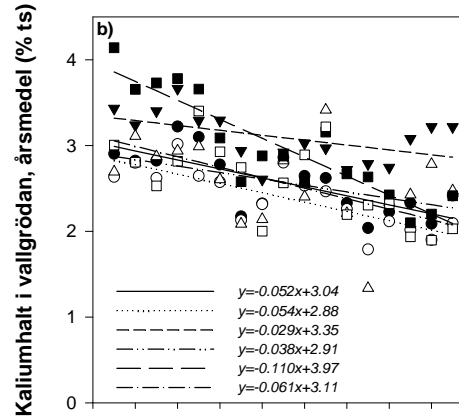 b)
Kaliumhalt i vallgrödan, årsmedel (% ts)
4
3
2
1
0
y=-0.052x+3.04
y=-0.054x+2.88
y=-0.029x+3.35
y=-0.038x+2.91
y=-0.110x+3.97
y=-0.061x+3.11